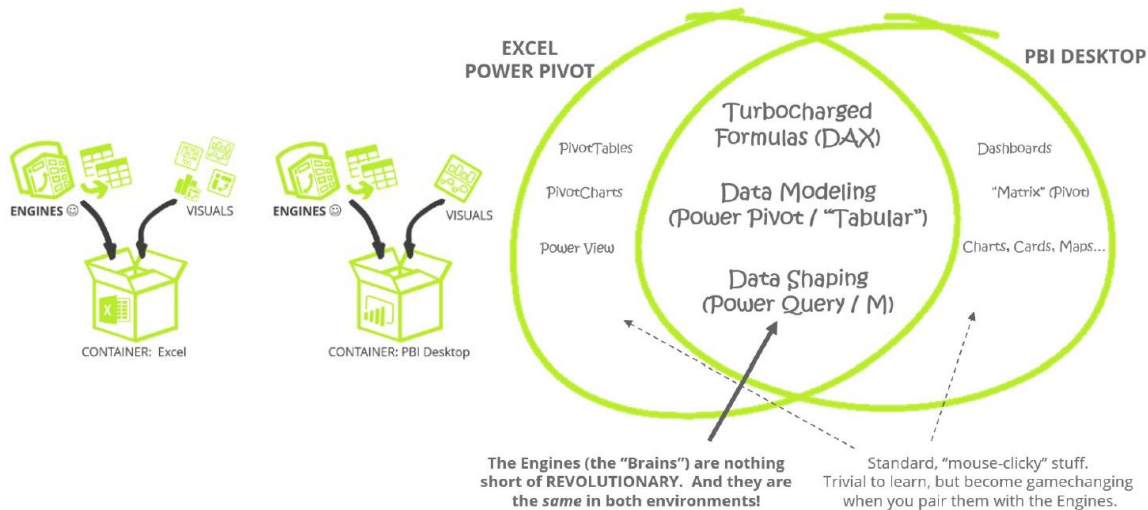 ENGINES ☺
VISUALS
CONTAINER: Excel
ENGINES ☺
VISUALS
CONTAINER: PBI Desktop
EXCEL
POWER PIVOT
PBI DESKTOP
PivotTables
PivotCharts
Power View
Turbocharged
Formulas (DAX)
Data Modeling
(Power Pivot / “Tabular”)
Data Shaping
(Power Query / M)
Dashboards
“Matrix” (Pivot)
Charts, Cards, Maps...
The Engines (the “Brains”) are nothing
short of REVOLUTIONARY. And they are
the same in both environments!
Standard, “mouse-clicky” stuff.
Trivial to learn, but become gamechanging
when you pair them with the Engines.